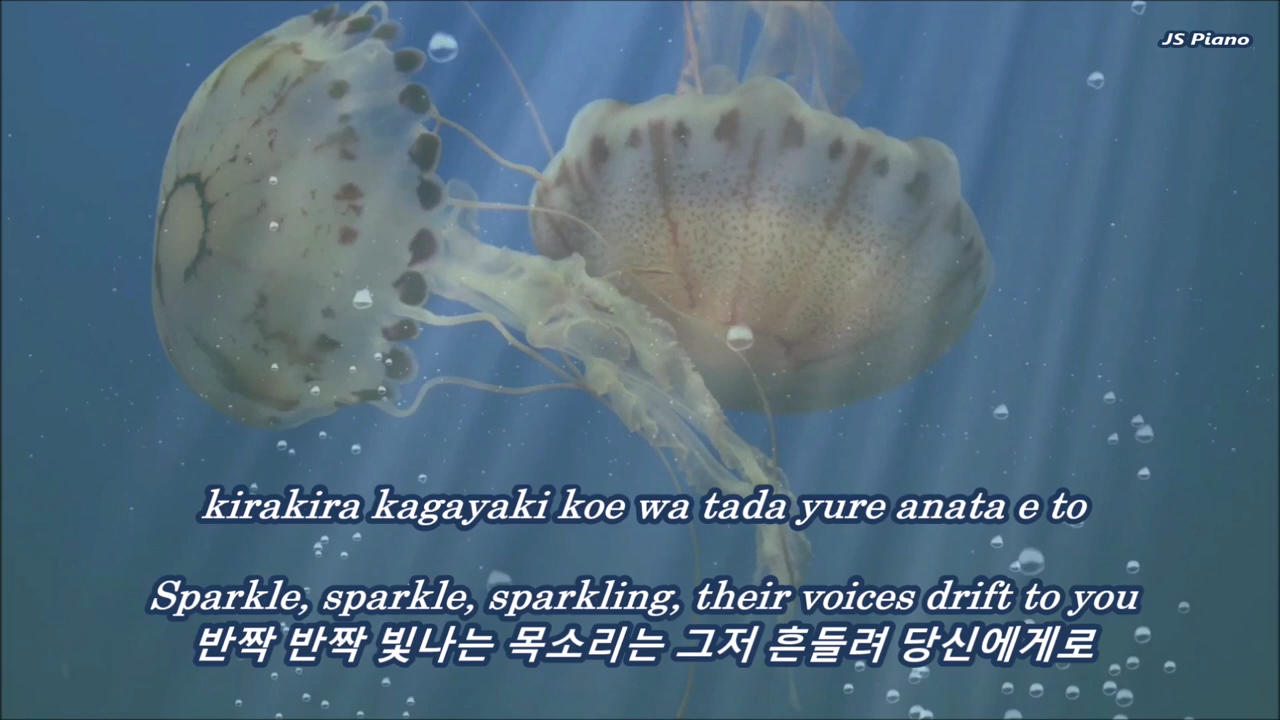 JS Piano
kirakira kagayaki koe wa tada yure anata e to
Sparkle, sparkle, sparkling, their voices drift to you
반짝 반짝 빛나는 목소리는 그저 흔들려 당신에게로